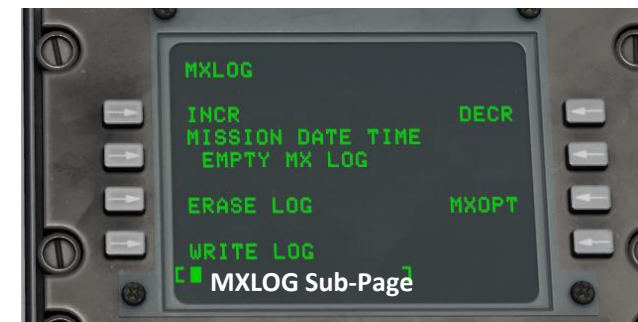 MXLOG
INCR DECR
MISSION DATE TIME
EMPTY MX LOG
ERASE LOG MXOPT
WRITE LOG
[ ]
MXLOG Sub-Page